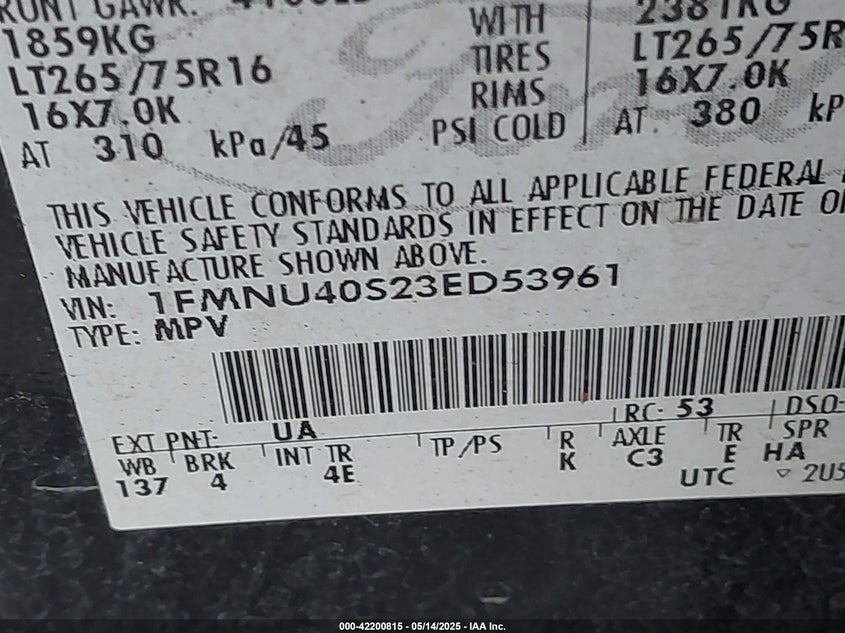 1859KG
LT265/75R16
16X7.0K
AT 310 kPa/45
WITH
TIRES
RIMS
PSI COLD
2381KG
LT265/75R
16X7.0K
AT 380 kP
THIS VEHICLE CONFORMS TO ALL APPLICABLE FEDERAL
VEHICLE SAFETY STANDARDS IN EFFECT ON THE DATE O
MANUFACTURE SHOWN ABOVE.
VIN: 1FMNU40S23ED53961
TYPE: MPV
EXT PNT: UA RC: 53 DSO:
WB BRK INT TR TP/PS R AXLE TR SPR
137 4 4E K C3 E HA
UTC ▽ 2U5
000-42200815 - 05/14/2025 - IAA Inc.